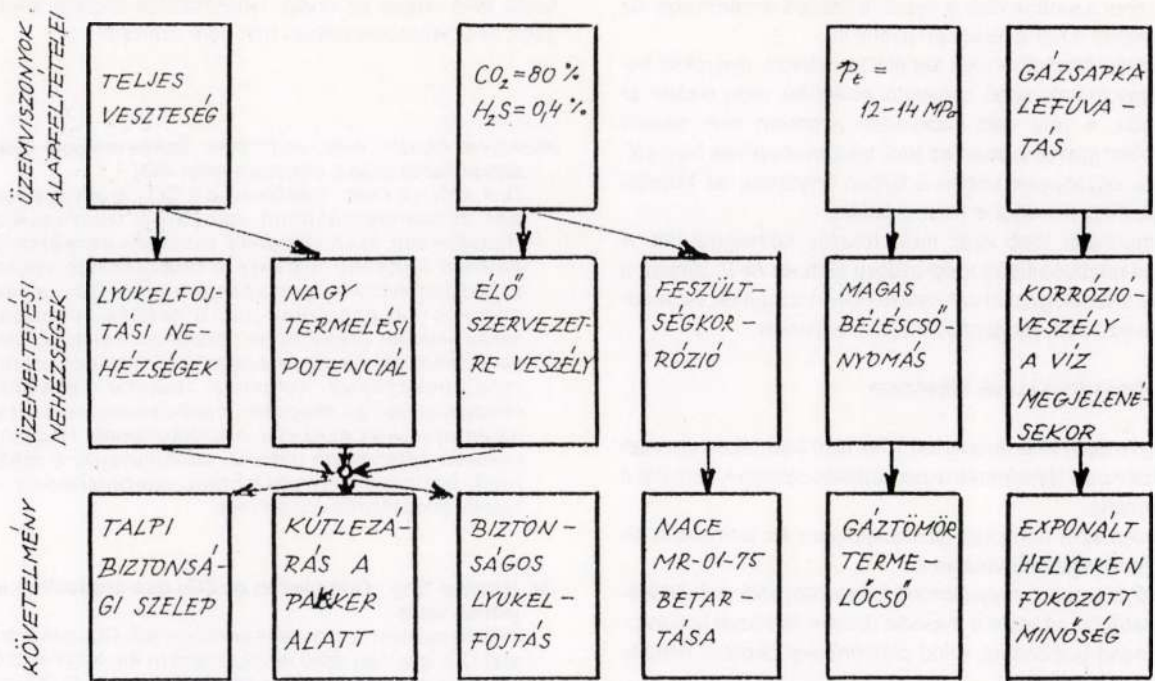 ÜZEMVISZONYOK
ALAPFELTÉTELEI
TELJES
VESZTESÉG
CO₂=80 %
H₂S=0,4 %
Pt =
12-14 MPa
GÁZSAPKA
LEFÚVA-
TÁS
ÜZEMELTETÉSI
NEHÉZSÉGEK
LYUKELFOJ-
TÁSI NE-
HÉZSÉGEK
NAGY
TERMELÉSI
POTENCIÁL
ÉLŐ
SZERVEZET-
RE VESZÉLY
FESZÜLT-
SÉGKOR-
RÓZIÓ
MAGAS
BÉLÉSCSŐ-
NYOMÁS
KORRÓZIÓ-
VESZÉLY
A VÍZ
MEGJELENÉ-
SEKOR
KÖVETELMÉNY
TALPI
BIZTONSÁ-
GI SZELEP
KÚTLEZÁ-
RÁS A
PAKKER
ALATT
BIZTON-
SÁGOS
LYUKEL-
FOJTÁS
NACE
MR-01-75
BETAR-
TÁSA
GÁZTÖMÖR
TERME-
LŐCSŐ
EXPONÁLT
HELYEKEN
FOKOZOTT
MINŐSÉG